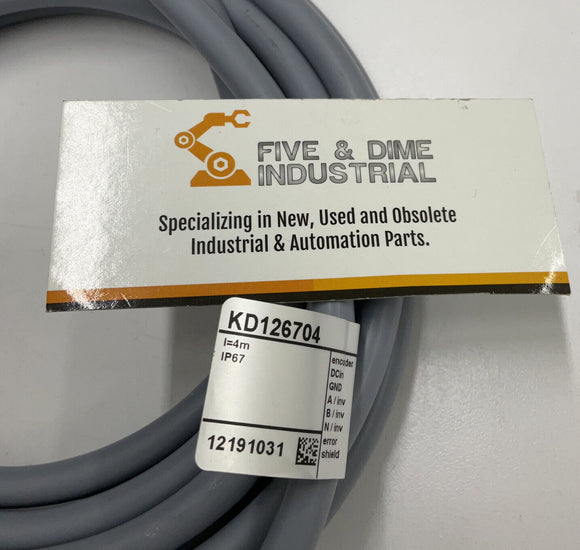 FIVE & DIME
INDUSTRIAL
Specializing in New, Used and Obsolete
Industrial & Automation Parts.
KD126704
l=4m
IP67
12191031
encoder
DCin
GND
A / inv
B / inv
N / inv
error
shield